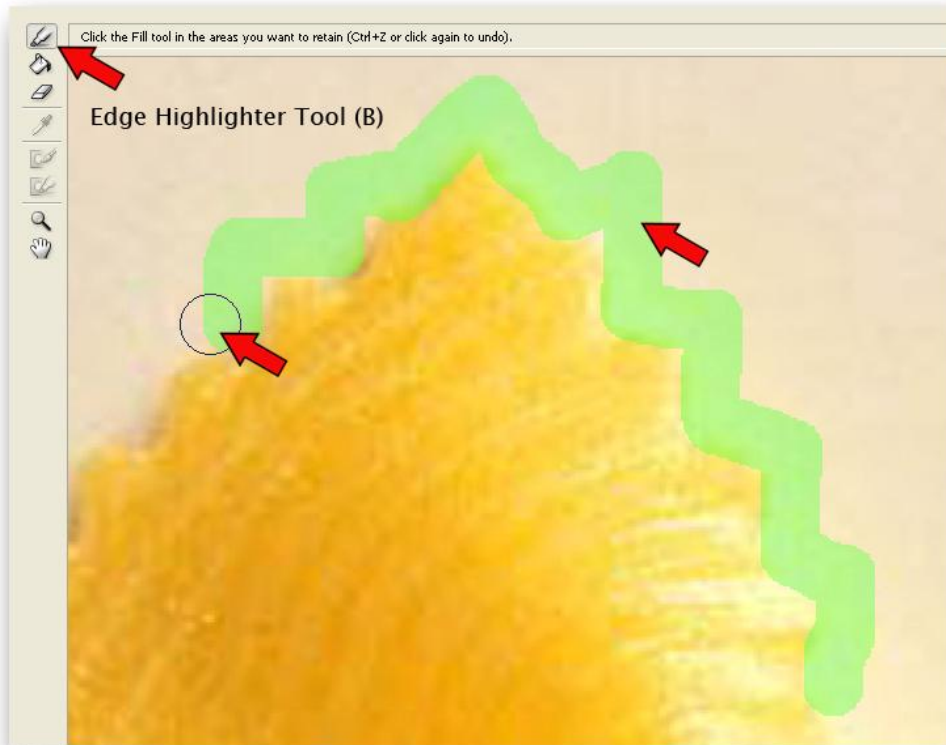 Click the Fill tool in the areas you want to retain (Ctrl+Z or click again to undo).
Edge Highlighter Tool (B)